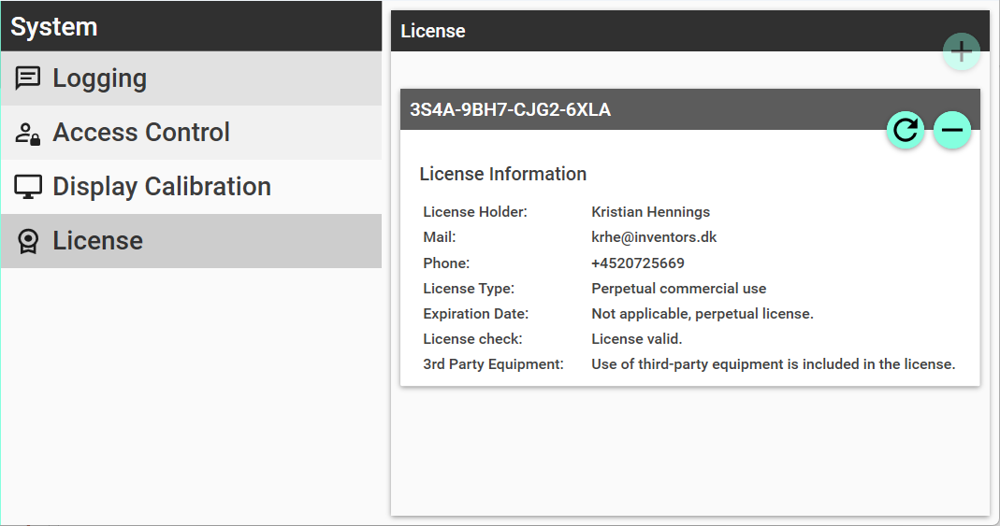 System
Logging
Access Control
Display Calibration
License
License
3S4A-9BH7-CJG2-6XLA
License Information
License Holder: Kristian Hennings
Mail: krhe@inventors.dk
Phone: +4520725669
License Type: Perpetual commercial use
Expiration Date: Not applicable, perpetual license.
License check: License valid.
3rd Party Equipment: Use of third-party equipment is included in the license.